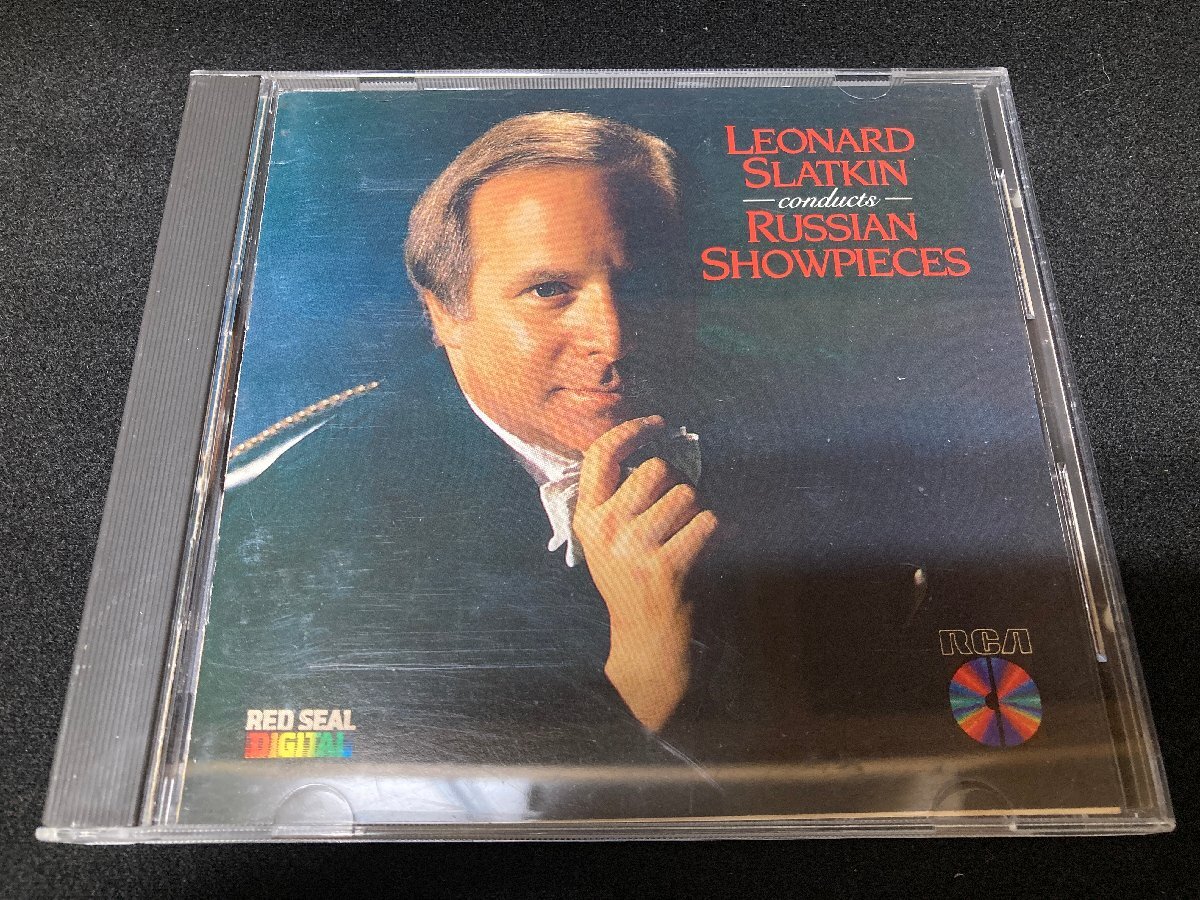 LEONARD
SLATKIN
conducts
RUSSIAN
SHOWPIECES
RCA
RED SEAL
DIGITAL